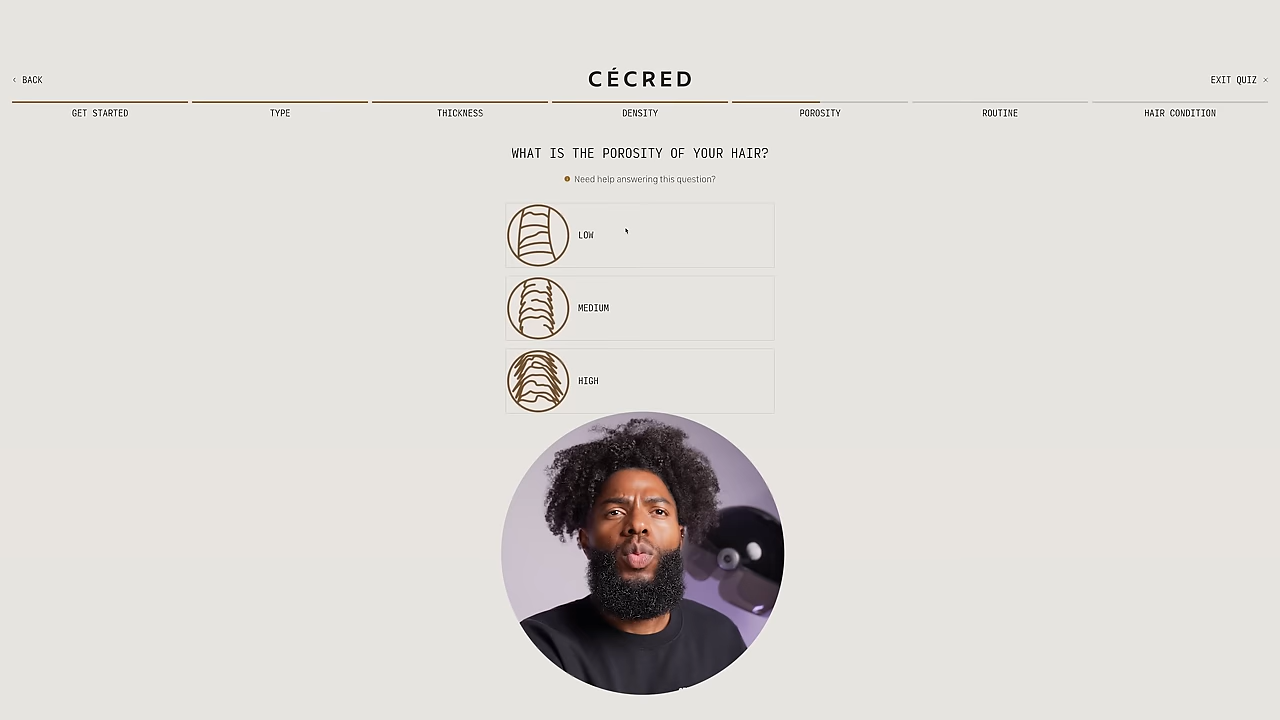 ‹ BACK
CÉCRED
EXIT QUIZ ×
GET STARTED
TYPE
THICKNESS
DENSITY
POROSITY
ROUTINE
HAIR CONDITION
WHAT IS THE POROSITY OF YOUR HAIR?
Need help answering this question?
LOW
MEDIUM
HIGH